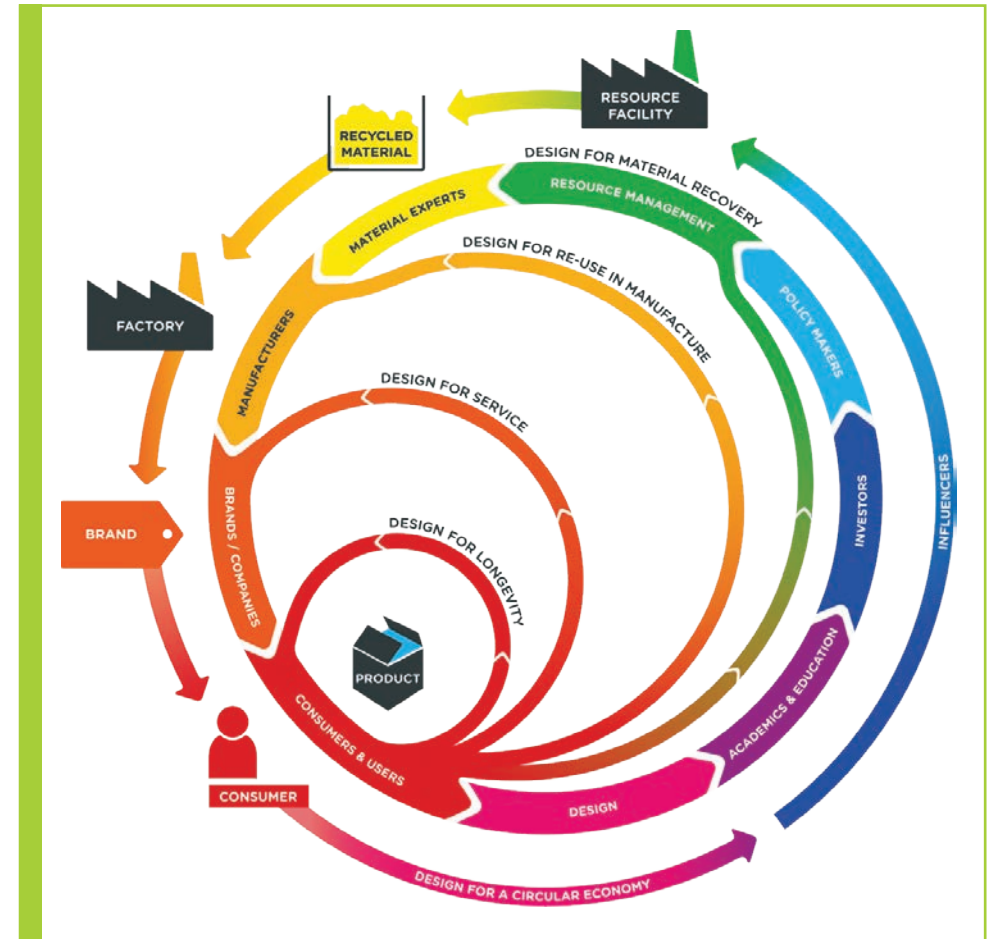 RESOURCE
FACILITY
RECYCLED
MATERIAL
DESIGN FOR MATERIAL RECOVERY
RESOURCE MANAGEMENT
MATERIAL EXPERTS
DESIGN FOR RE-USE IN MANUFACTURE
POLICY MAKERS
FACTORY
MANUFACTURERS
DESIGN FOR SERVICE
INVESTORS
INFLUENCERS
BRAND
BRANDS / COMPANIES
DESIGN FOR LONGEVITY
PRODUCT
CONSUMERS & USERS
ACADEMICS & EDUCATION
CONSUMER
DESIGN
DESIGN FOR A CIRCULAR ECONOMY